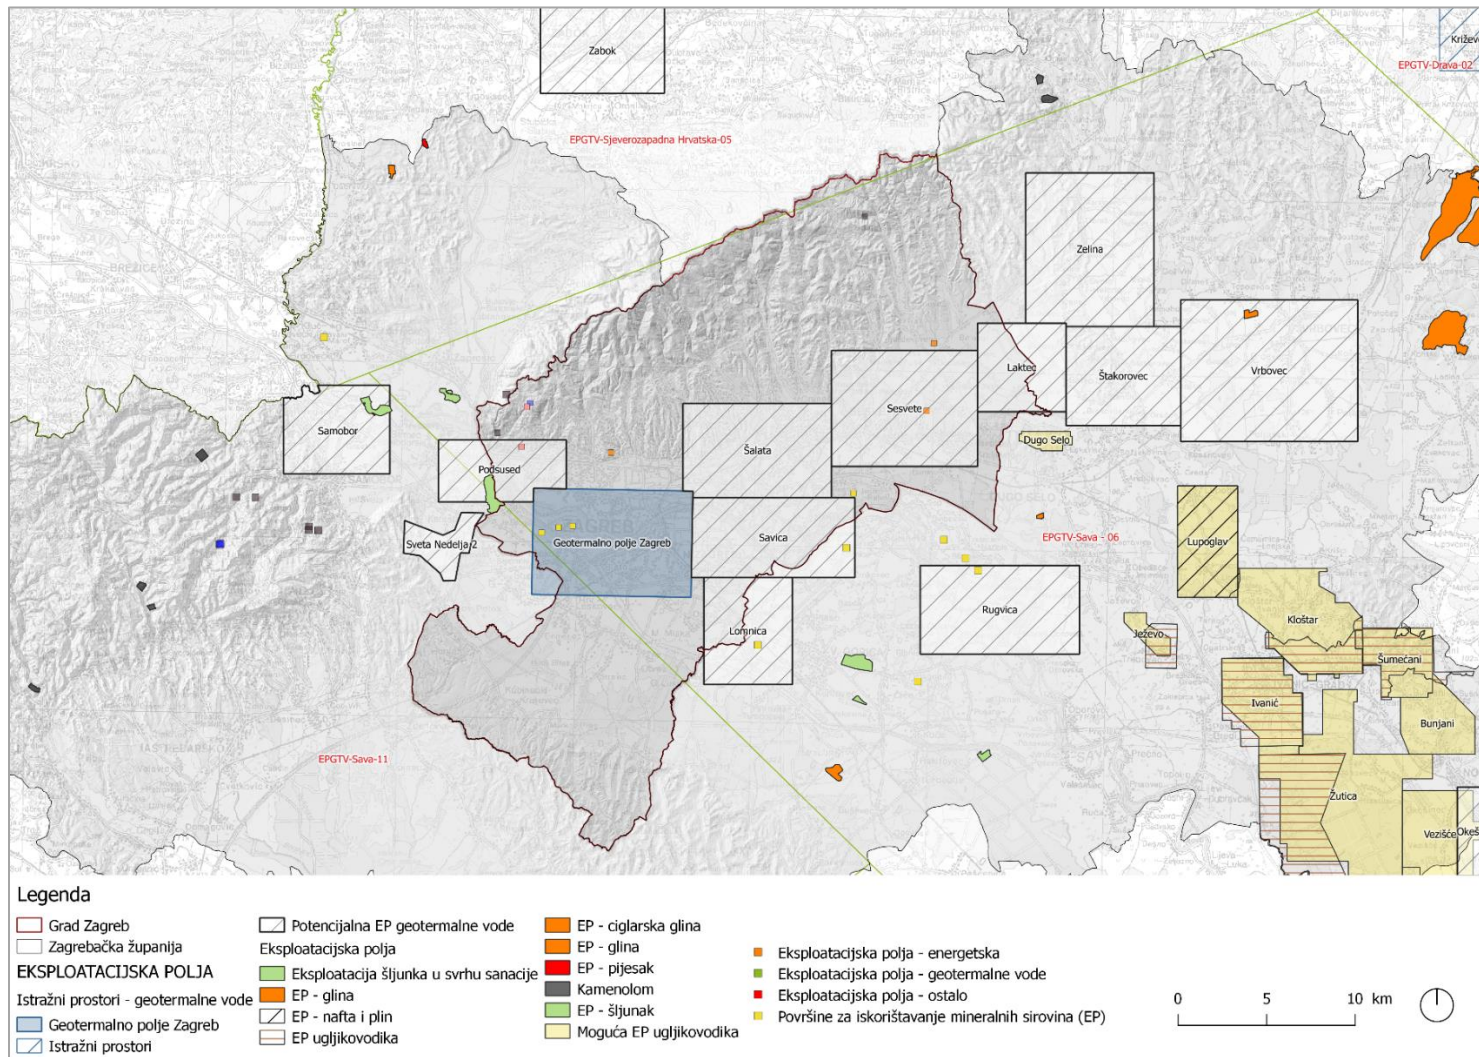 Zabok
Križev
EPGTV-Drava-02
EPGTV-Sjeverozapadna Hrvatska-05
Zelina
Laktec
Štakorovec
Vrbovec
Sesvete
Samobor
Šalata
Dugo Selo
Podsused
Sveta Nedelja-2
Geotermalno polje Zagreb
Savica
EPGTV-Sava - 06
Lupoglav
Rugvica
Lomnica
Kloštar
Ježevo
Šumećani
Ivanić
Bunjani
EPGTV-Sava-11
Žutica
Vezišće
Okeš
Legenda
Grad Zagreb
Zagrebačka županija
EKSPLOATACIJSKA POLJA
Istražni prostori - geotermalne vode
Geotermalno polje Zagreb
Istražni prostori
Potencijalna EP geotermalne vode
Eksploatacijska polja
Eksploatacija šljunka u svrhu sanacije
EP - glina
EP - nafta i plin
EP ugljikovodika
EP - ciglarska glina
EP - glina
EP - pijesak
Kamenolom
EP - šljunak
Moguća EP ugljikovodika
Eksploatacijska polja - energetska
Eksploatacijska polja - geotermalne vode
Eksploatacijska polja - ostalo
Površine za iskorištavanje mineralnih sirovina (EP)
0 5 10 km